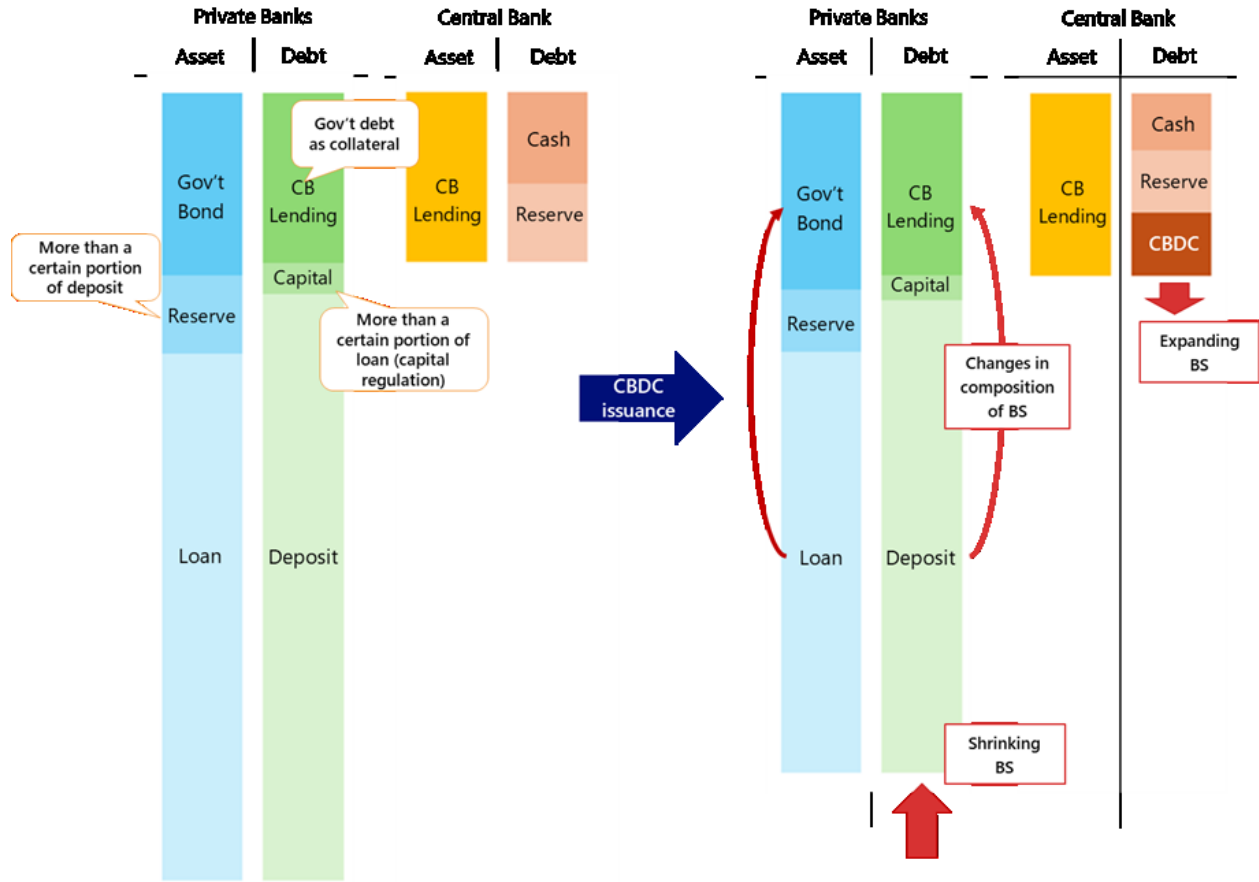 Private Banks
Central Bank
Asset
Debt
Asset
Debt
Gov't debt
as collateral
Gov't
Bond
CB
Lending
CB
Lending
Cash
Reserve
More than a
certain portion
of deposit
Capital
Reserve
More than a
certain portion of
loan (capital
regulation)
Loan
Deposit
CBDC
issuance
Private Banks
Central Bank
Asset
Debt
Asset
Debt
Gov't
Bond
CB
Lending
CB
Lending
Cash
Reserve
CBDC
Capital
Reserve
Expanding
BS
Changes in
composition
of BS
Loan
Deposit
Shrinking
BS